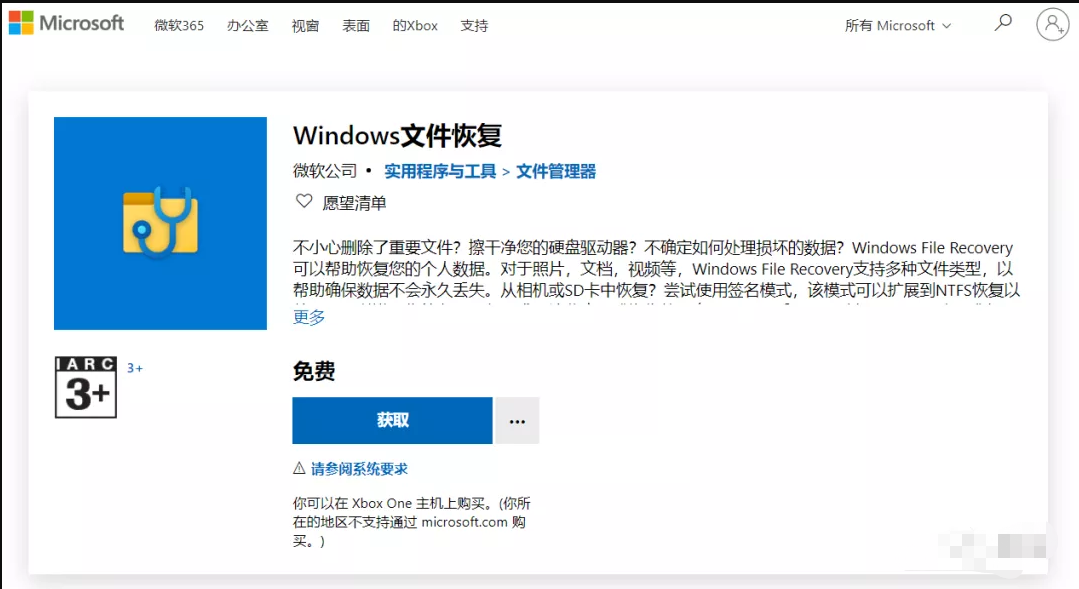 Microsoft 微软365 办公室 视窗 表面 的Xbox 支持 所有 Microsoft
Windows文件恢复
微软公司 • 实用程序与工具 > 文件管理器
愿望清单
不小心删除了重要文件？擦干净您的硬盘驱动器？不确定如何处理损坏的数据？Windows File Recovery
可以帮助恢复您的个人数据。对于照片，文档，视频等，Windows File Recovery支持多种文件类型，以
帮助确保数据不会永久丢失。从相机或SD卡中恢复？尝试使用签名模式，该模式可以扩展到NTFS恢复以
更多
IARC
3+
3+
免费
获取
...
请参阅系统要求
你可以在 Xbox One 主机上购买。(你所
在的地区不支持通过 microsoft.com 购
买。)